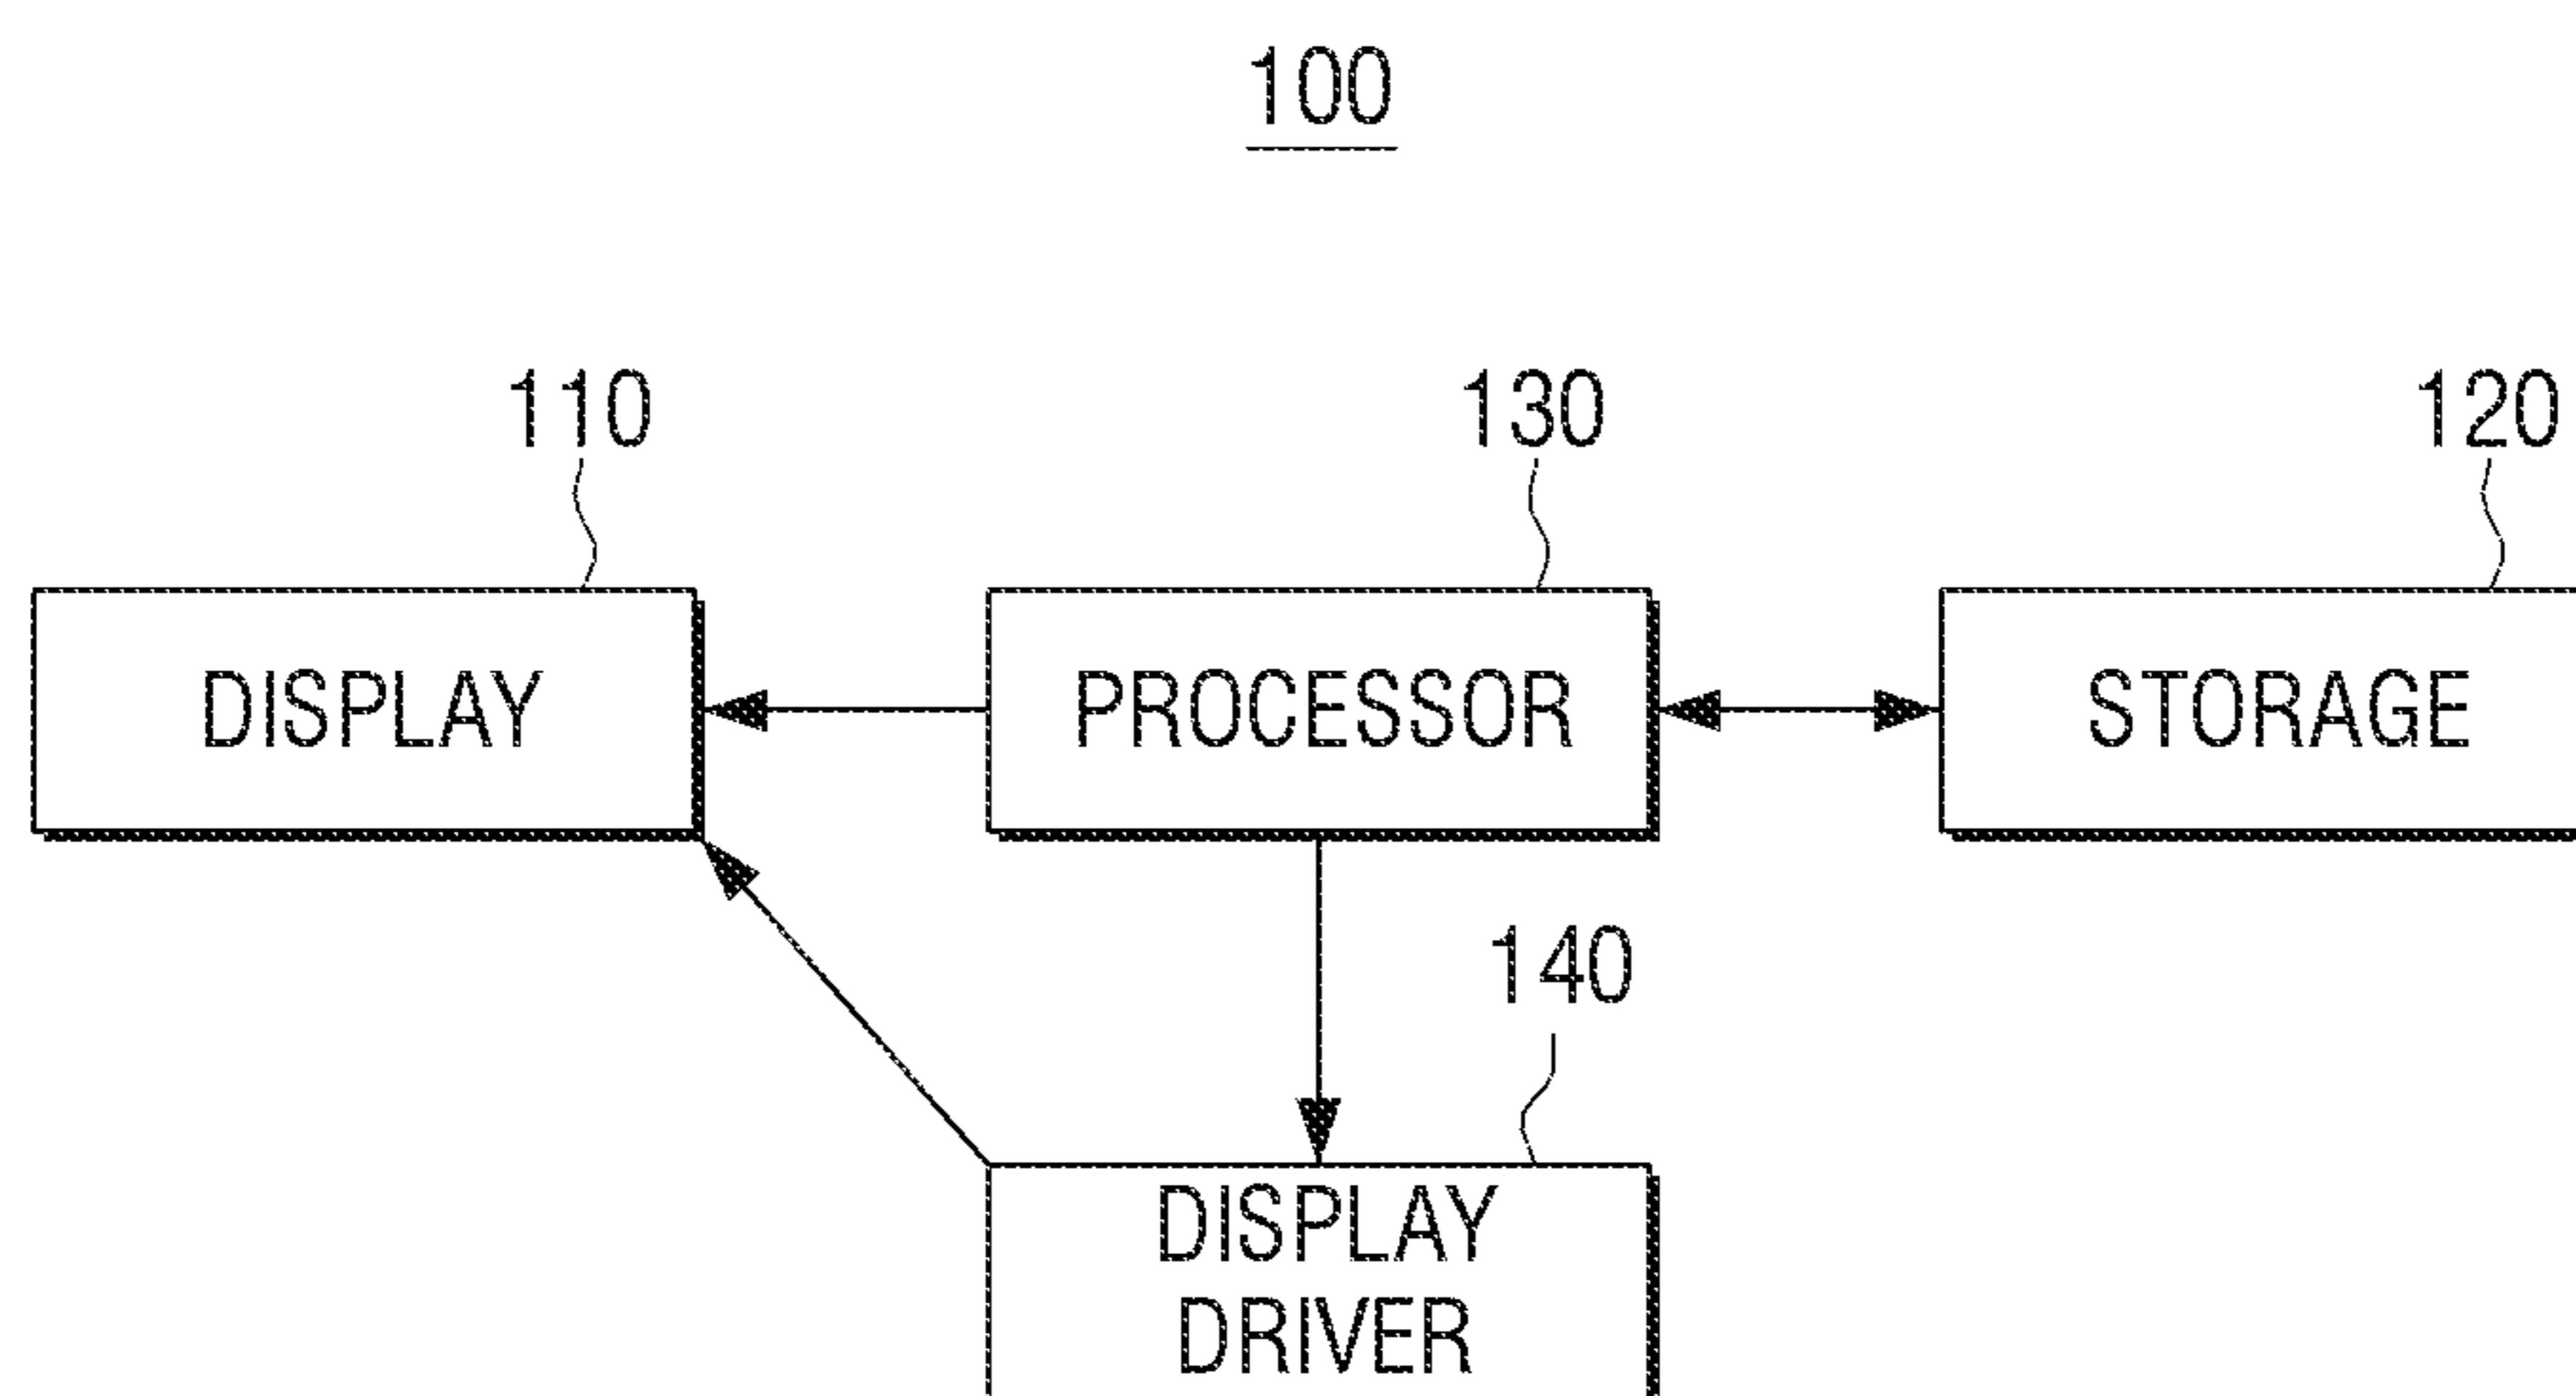 100
110
130
120
DISPLAY
PROCESSOR
STORAGE
140
DISPLAY
DRIVER